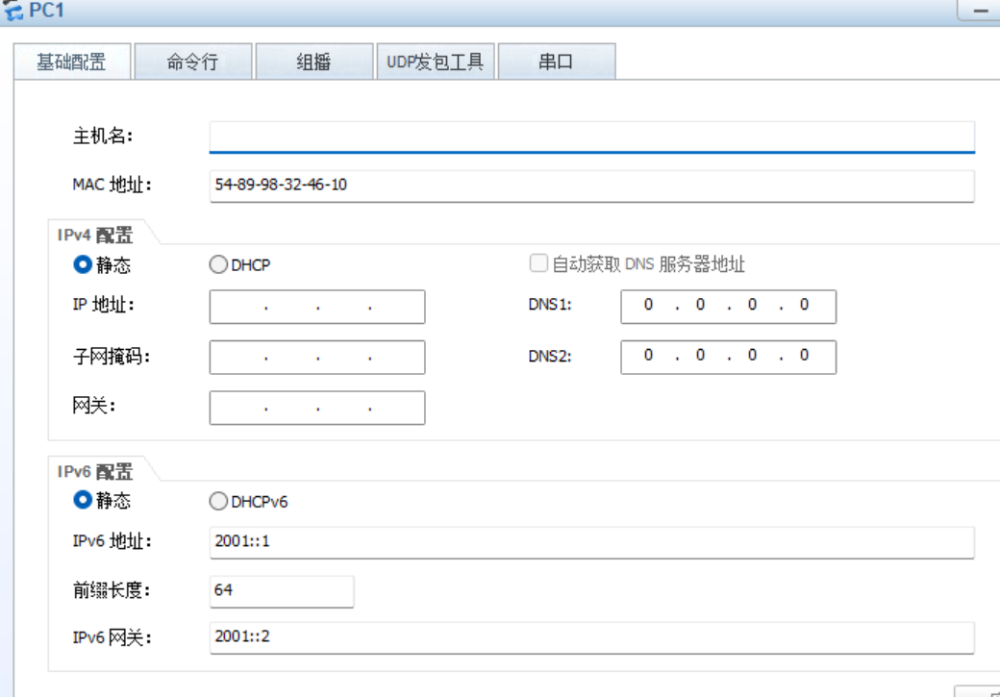 PC1
基础配置 命令行 组播 UDP发包工具 串口
主机名：
MAC 地址： 54-89-98-32-46-10
IPv4 配置
静态 DHCP 自动获取 DNS 服务器地址
IP 地址： . . . DNS1: 0 . 0 . 0 . 0
子网掩码： . . . DNS2: 0 . 0 . 0 . 0
网关： . . .
IPv6 配置
静态 DHCPv6
IPv6 地址： 2001::1
前缀长度： 64
IPv6 网关： 2001::2